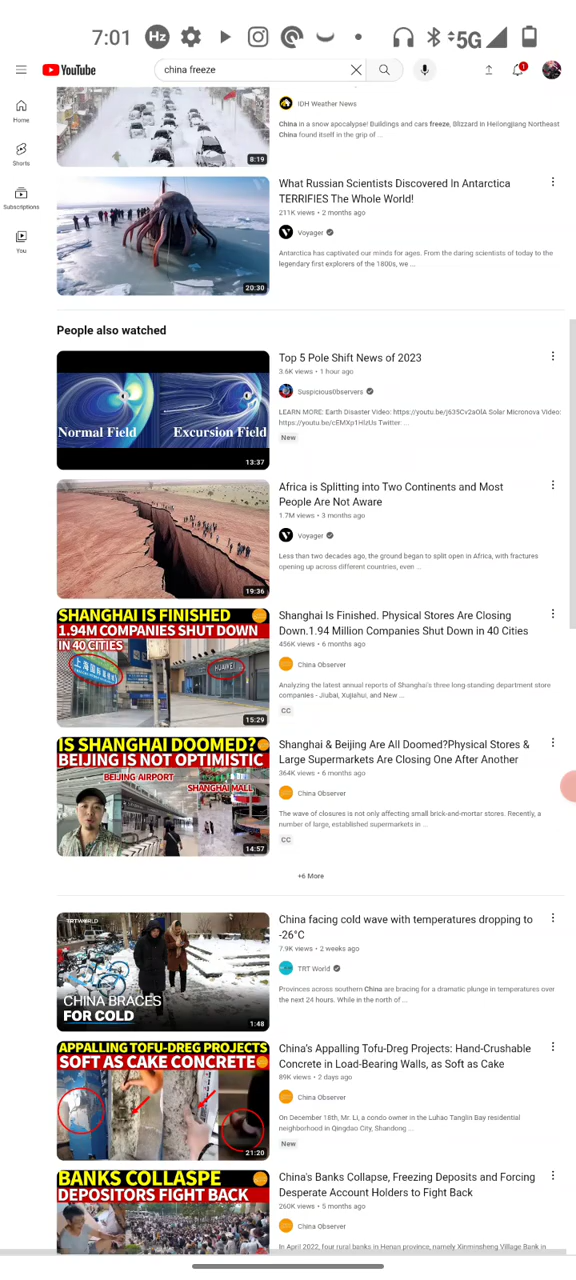 7:01
Hz
5G
YouTube
china freeze
1
Home
Shorts
Subscriptions
You
8:19
IDH Weather News
China in a snow apocalypse! Buildings and cars freeze, Blizzard in Heilongjiang Northeast
China found itself in the grip of ...
20:30
What Russian Scientists Discovered In Antarctica
TERRIFIES The Whole World!
211K views • 2 months ago
Voyager
Antarctica has captivated our minds for ages. From the daring scientists of today to the
legendary first explorers of the 1800s, we ...
People also watched
Normal Field
Excursion Field
13:37
Top 5 Pole Shift News of 2023
3.6K views • 1 hour ago
SuspiciousObservers
LEARN MORE: Earth Disaster Video: https://youtu.be/j635Cv2aOlA Solar Micronova Video:
https://youtu.be/cEMXp1HlzUs Twitter: ...
New
19:36
Africa is Splitting into Two Continents and Most
People Are Not Aware
1.7M views • 3 months ago
Voyager
Less than two decades ago, the ground began to split open in Africa, with fractures
opening up across different countries, even ...
SHANGHAI IS FINISHED
1.94M COMPANIES SHUT DOWN
IN 40 CITIES
HUAWEI
15:29
Shanghai Is Finished. Physical Stores Are Closing
Down.1.94 Million Companies Shut Down in 40 Cities
456K views • 6 months ago
China Observer
Analyzing the latest annual reports of Shanghai's three long-standing department store
companies - Jiubai, Xujiahui, and New ...
CC
IS SHANGHAI DOOMED?
BEIJING IS NOT OPTIMISTIC
BEIJING AIRPORT
SHANGHAI MALL
14:57
Shanghai & Beijing Are All Doomed?Physical Stores &
Large Supermarkets Are Closing One After Another
364K views • 6 months ago
China Observer
The wave of closures is not only affecting small brick-and-mortar stores. Recently, a
number of large, established supermarkets in ...
CC
+6 More
TRT WORLD
CHINA BRACES
FOR COLD
1:48
China facing cold wave with temperatures dropping to
-26°C
7.9K views • 2 weeks ago
TRT World
Provinces across southern China are bracing for a dramatic plunge in temperatures over
the next 24 hours. While in the north of ...
APPALLING TOFU-DREG PROJECTS
SOFT AS CAKE CONCRETE
21:20
China's Appalling Tofu-Dreg Projects: Hand-Crushable
Concrete in Load-Bearing Walls, as Soft as Cake
89K views • 2 days ago
China Observer
On December 18th, Mr. Li, a condo owner in the Luhao Tanglin Bay residential
neighborhood in Qingdao City, Shandong ...
New
BANKS COLLASPE
DEPOSITORS FIGHT BACK
China's Banks Collapse, Freezing Deposits and Forcing
Desperate Account Holders to Fight Back
260K views • 5 months ago
China Observer
In April 2022, four rural banks in Henan province, namely Xinminsheng Village Bank in